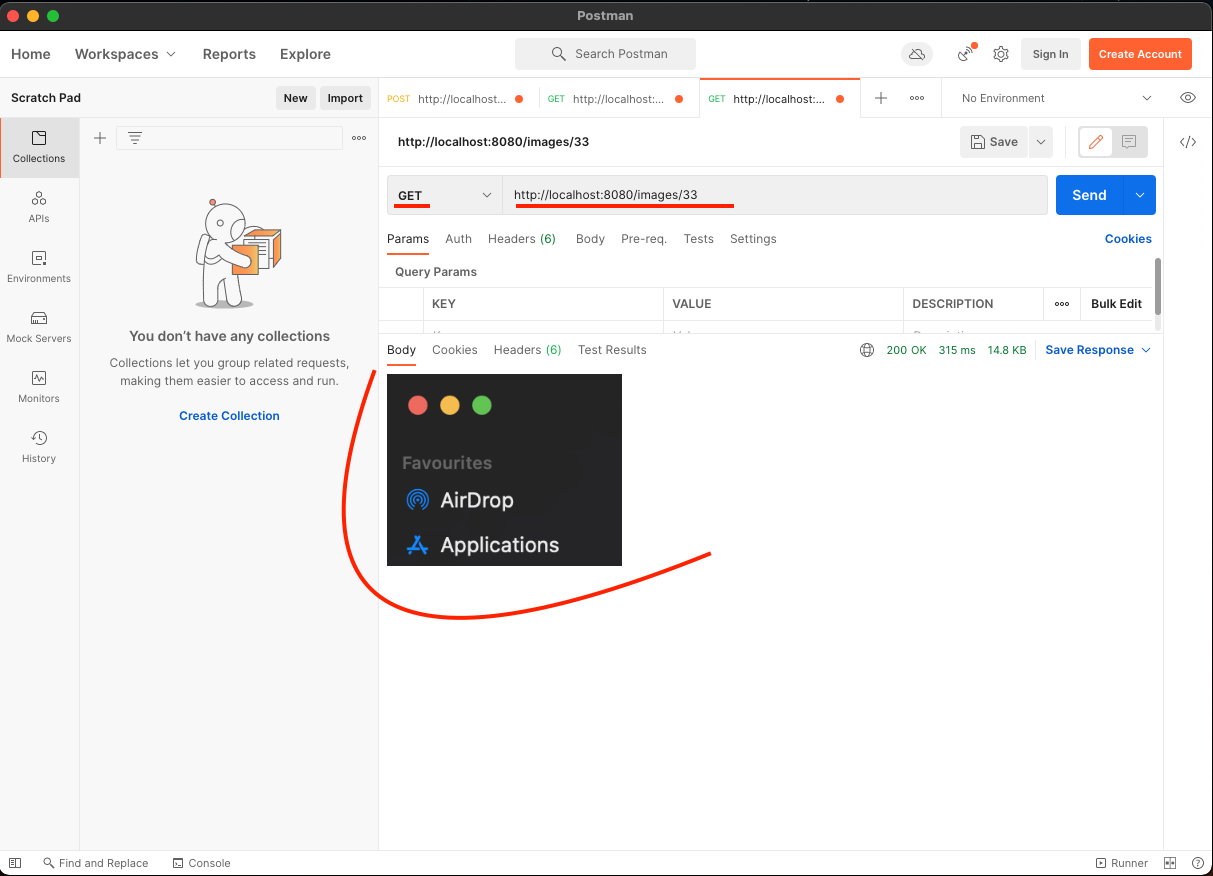 Postman
Home Workspaces Reports Explore Search Postman Sign In Create Account
Scratch Pad New Import POST http://localhost... GET http://localhost:... GET http://localhost:... No Environment
Collections
APIs
Environments
Mock Servers
Monitors
History
You don't have any collections
Collections let you group related requests,
making them easier to access and run.
Create Collection
http://localhost:8080/images/33 Save
GET http://localhost:8080/images/33 Send
Params Auth Headers (6) Body Pre-req. Tests Settings Cookies
Query Params
KEY VALUE DESCRIPTION Bulk Edit
Body Cookies Headers (6) Test Results 200 OK 315 ms 14.8 KB Save Response
Favourites
AirDrop
Applications
Find and Replace Console Runner